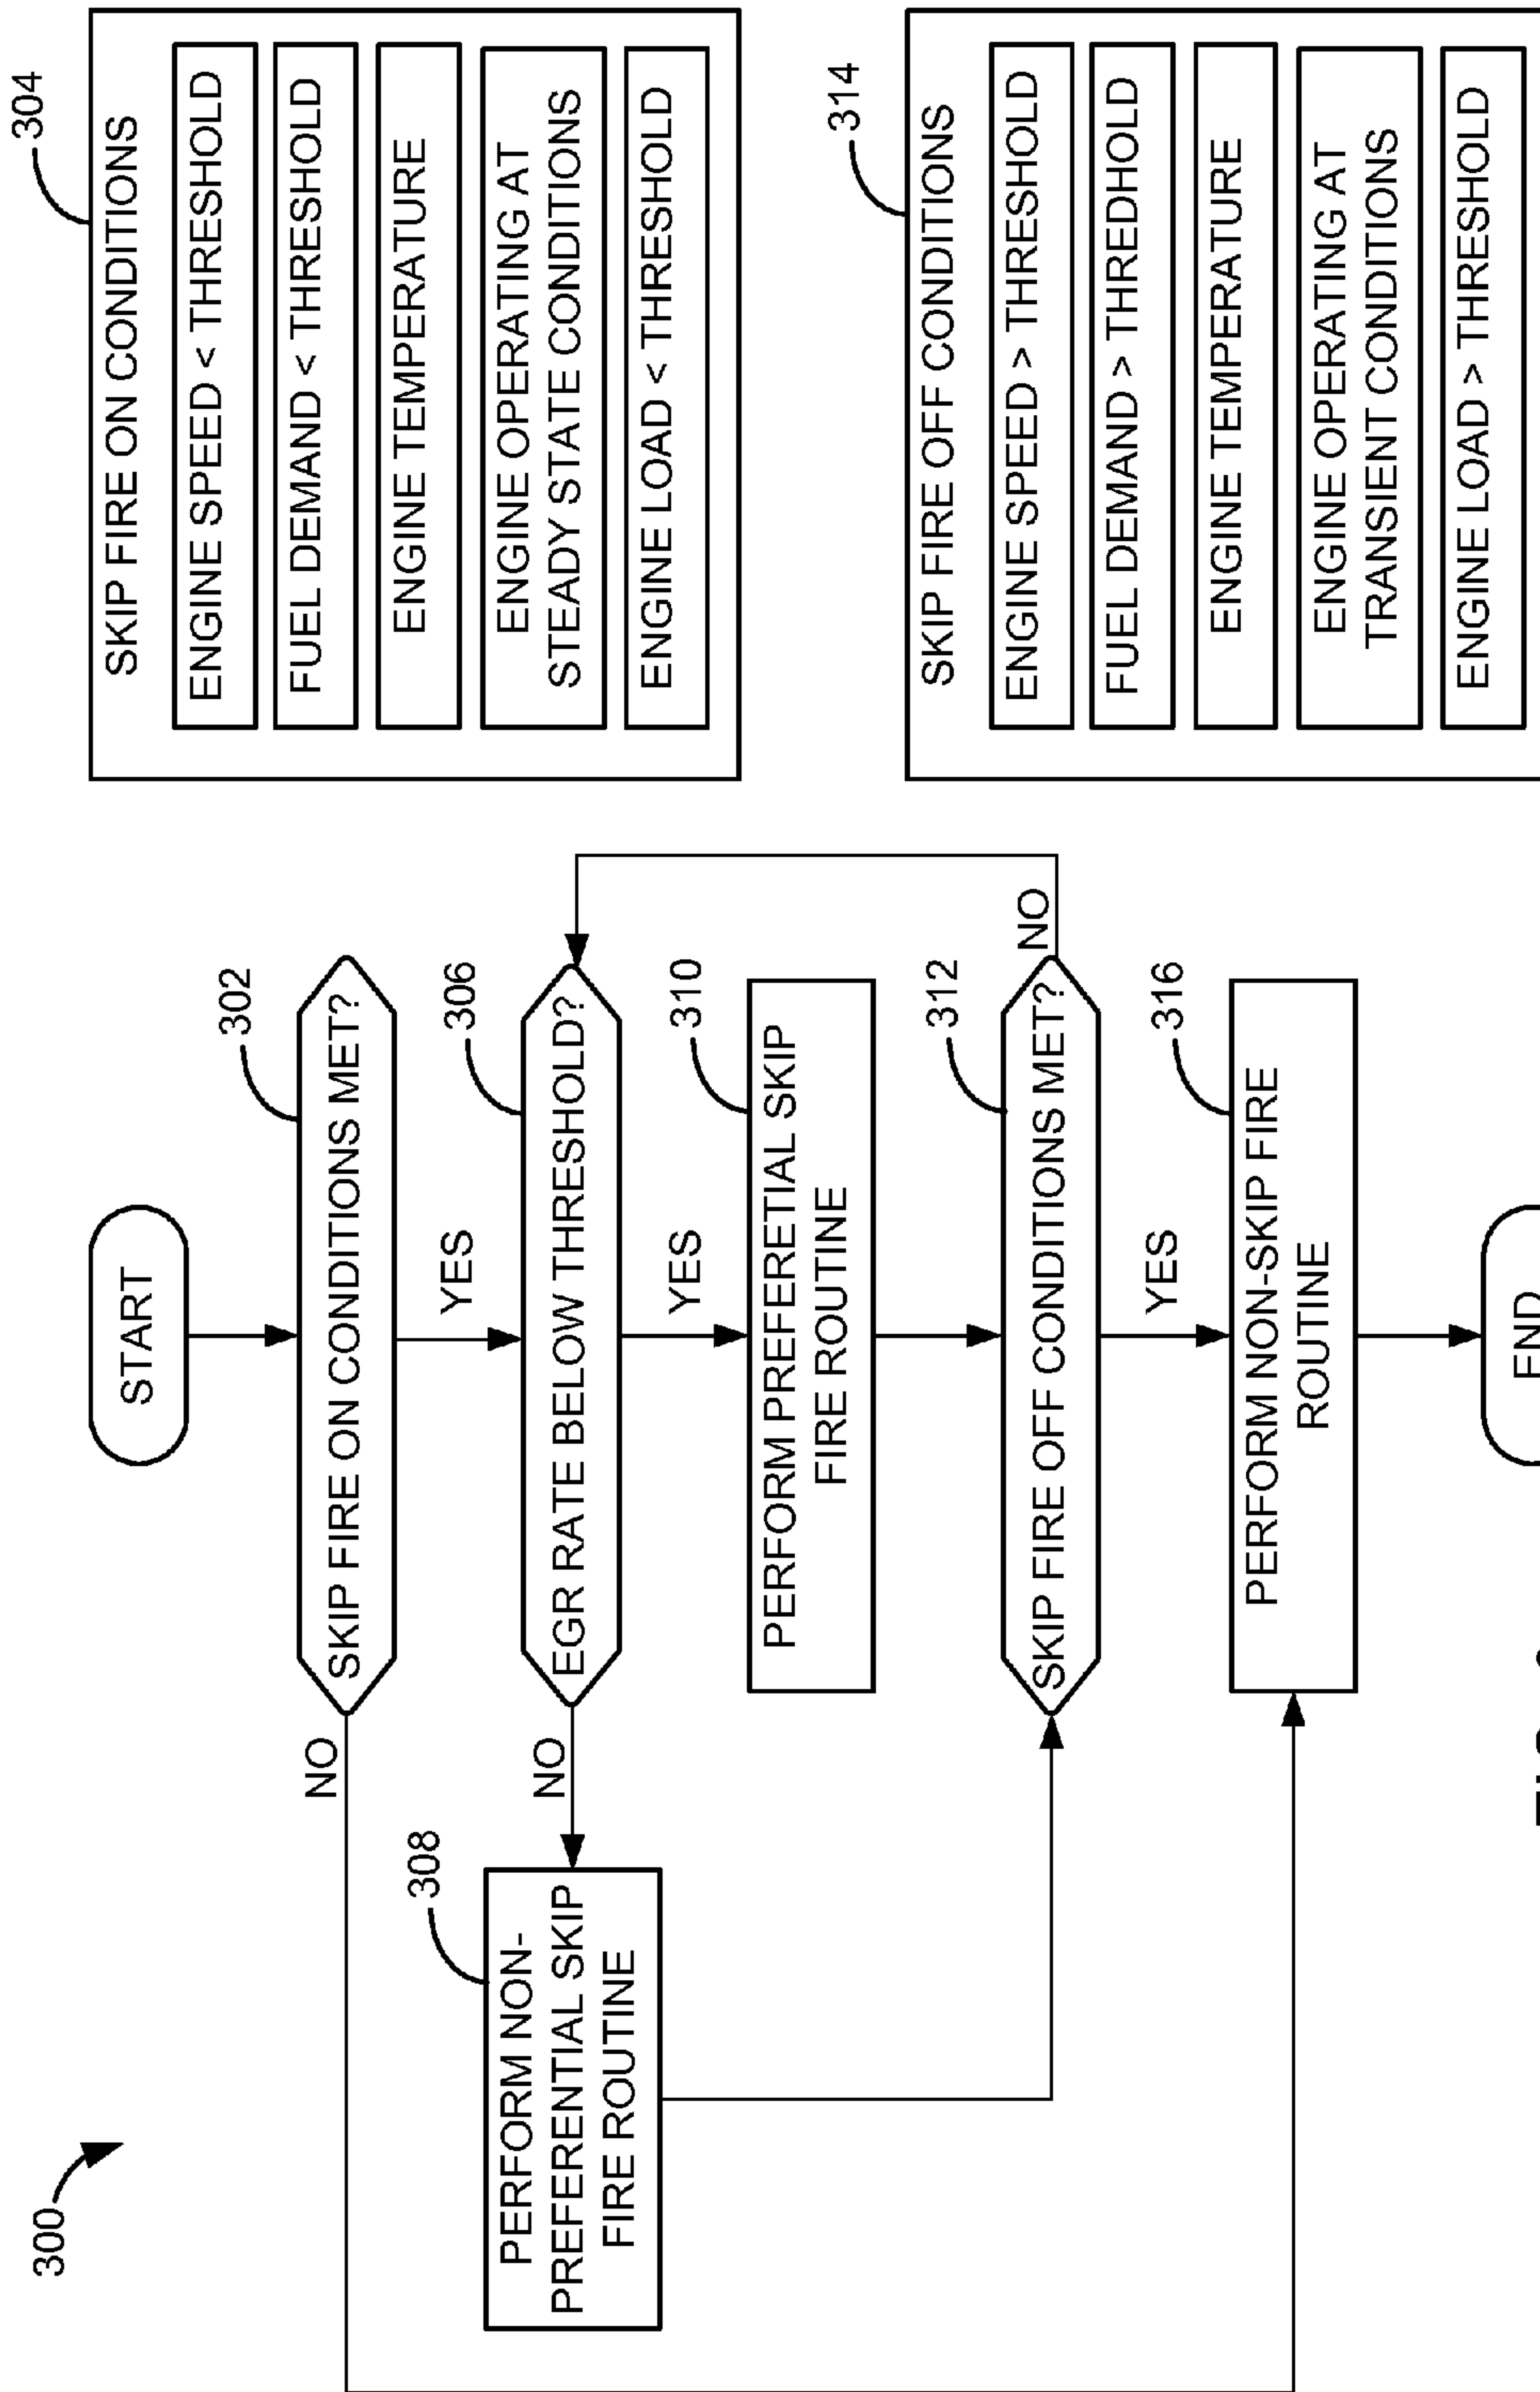 300
START
302
SKIP FIRE ON CONDITIONS MET?
NO
YES
306
EGR RATE BELOW THRESHOLD?
NO
308
PERFORM NON-
PREFERENTIAL SKIP
FIRE ROUTINE
YES
310
PERFORM PREFERETIAL SKIP
FIRE ROUTINE
312
SKIP FIRE OFF CONDITIONS MET?
NO
YES
316
PERFORM NON-SKIP FIRE
ROUTINE
END
304
SKIP FIRE ON CONDITIONS
ENGINE SPEED < THRESHOLD
FUEL DEMAND < THRESHOLD
ENGINE TEMPERATURE
ENGINE OPERATING AT
STEADY STATE CONDITIONS
ENGINE LOAD < THRESHOLD
314
SKIP FIRE OFF CONDITIONS
ENGINE SPEED > THRESHOLD
FUEL DEMAND > THREDHOLD
ENGINE TEMPERATURE
ENGINE OPERATING AT
TRANSIENT CONDITIONS
ENGINE LOAD > THRESHOLD